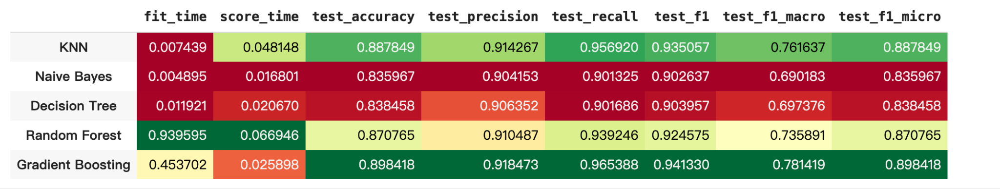 fit_time score_time test_accuracy test_precision test_recall test_f1 test_f1_macro test_f1_micro
KNN 0.007439 0.048148 0.887849 0.914267 0.956920 0.935057 0.761637 0.887849
Naive Bayes 0.004895 0.016801 0.835967 0.904153 0.901325 0.902637 0.690183 0.835967
Decision Tree 0.011921 0.020670 0.838458 0.906352 0.901686 0.903957 0.697376 0.838458
Random Forest 0.939595 0.066946 0.870765 0.910487 0.939246 0.924575 0.735891 0.870765
Gradient Boosting 0.453702 0.025898 0.898418 0.918473 0.965388 0.941330 0.781419 0.898418